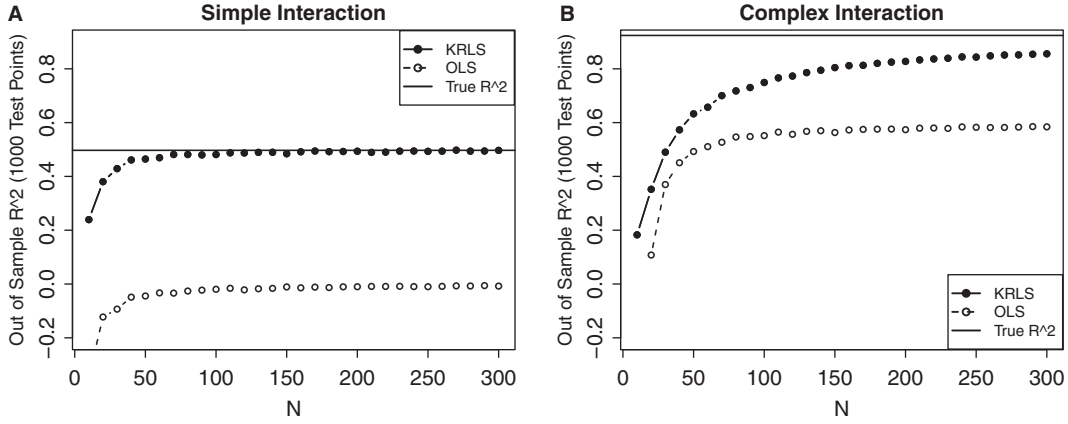 A
Simple Interaction
Out of Sample R^2 (1000 Test Points)
0.8
0.6
0.4
0.2
0.0
−0.2
KRLS
OLS
True R^2
0 50 100 150 200 250 300
N
B
Complex Interaction
Out of Sample R^2 (1000 Test Points)
0.8
0.6
0.4
0.2
0.0
−0.2
KRLS
OLS
True R^2
0 50 100 150 200 250 300
N